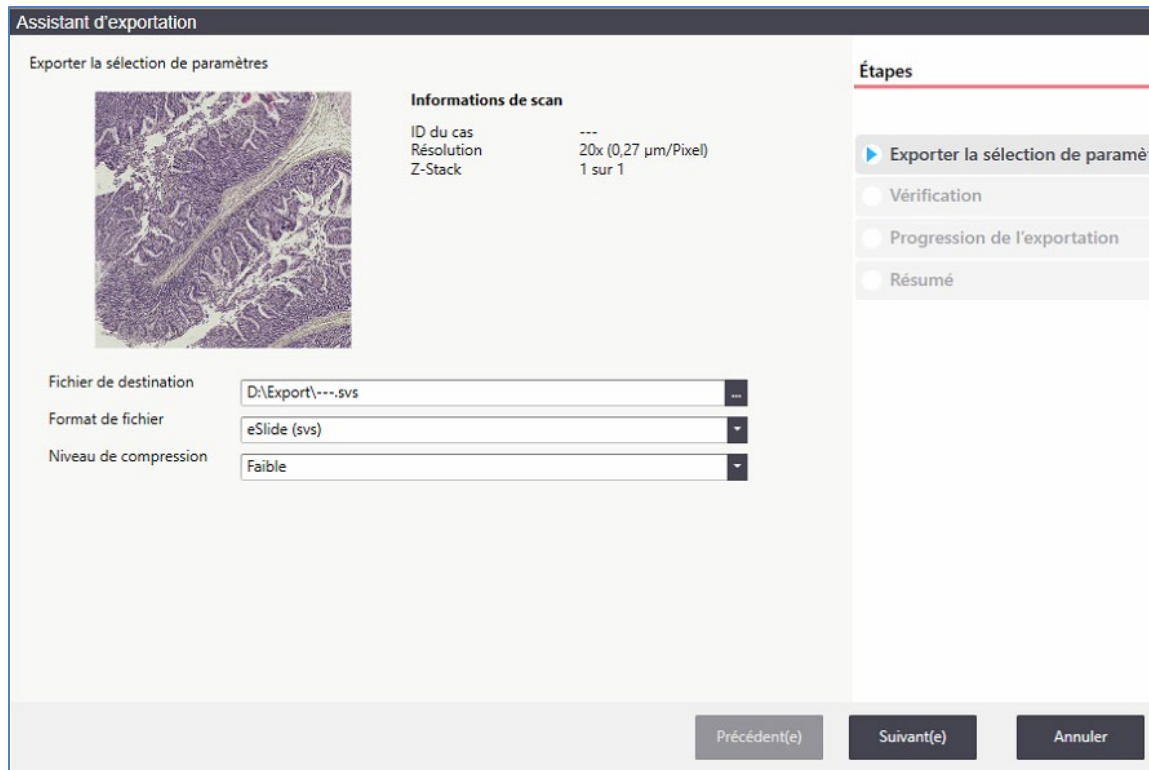 Assistant d'exportation
Exporter la sélection de paramètres
Informations de scan
ID du cas ---
Résolution 20x (0,27 µm/Pixel)
Z-Stack 1 sur 1
Fichier de destination D:\Export\---.svs
...
Format de fichier eSlide (svs)
Niveau de compression Faible
Étapes
Exporter la sélection de paramè
Vérification
Progression de l'exportation
Résumé
Précédent(e) Suivant(e) Annuler